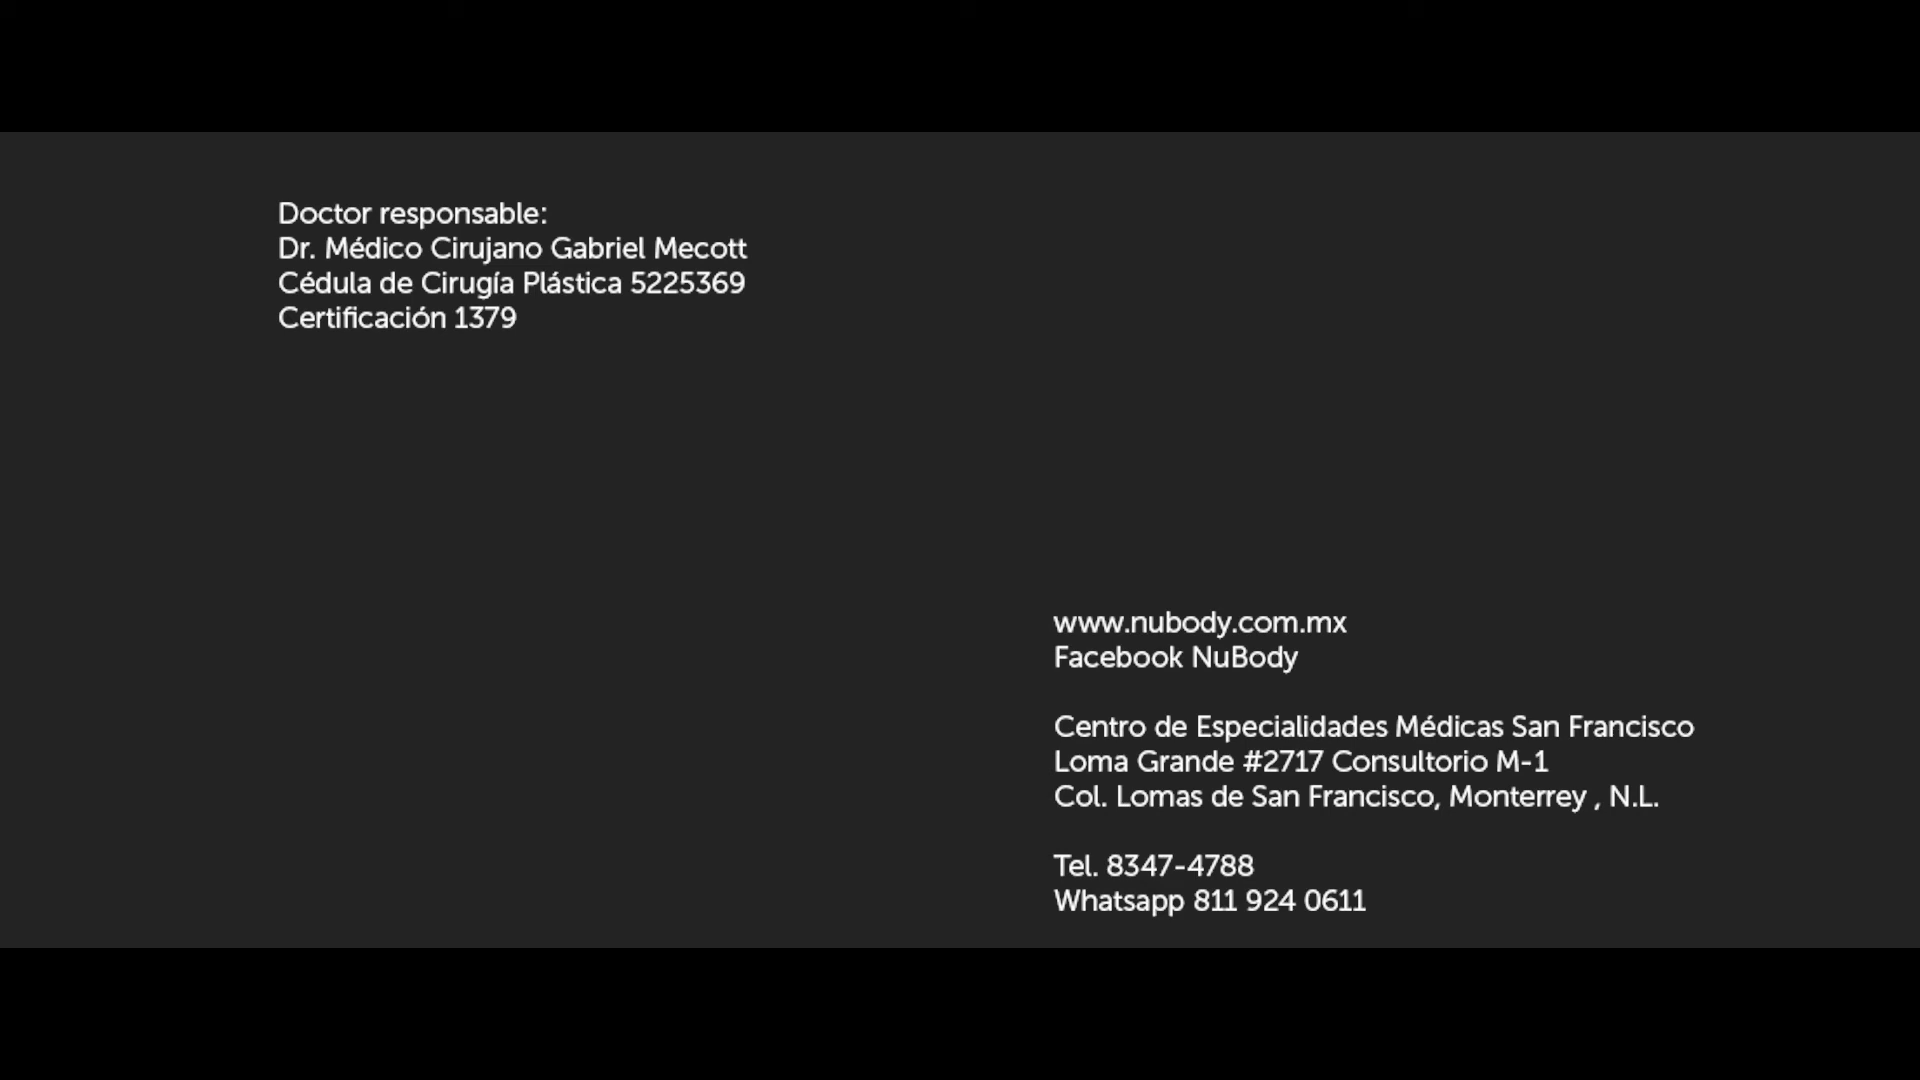 Doctor responsable:
Dr. Médico Cirujano Gabriel Mecott
Cédula de Cirugía Plástica 5225369
Certificación 1379
www.nubody.com.mx
Facebook NuBody
Centro de Especialidades Médicas San Francisco
Loma Grande #2717 Consultorio M-1
Col. Lomas de San Francisco, Monterrey , N.L.
Tel. 8347-4788
Whatsapp 811 924 0611